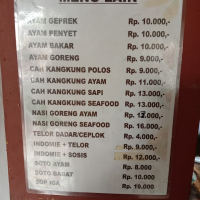 MENU LAIN
AYAM GEPREK Rp. 10.000,-
AYAM PENYET Rp. 10.000,-
AYAM BAKAR Rp. 10.000,-
AYAM GORENG Rp. 9.000,-
CAH KANGKUNG POLOS Rp. 9.000,-
CAH KANGKUNG AYAM Rp. 11.000,-
CAH KANGKUNG SAPI Rp. 13.000,-
CAH KANGKUNG SEAFOOD Rp. 13.000,-
NASI GORENG AYAM Rp. 13.000,-
NASI GORENG SEAFOOD Rp. 16.000,-
TELOR DADAR/CEPLOK Rp. 4.000,-
INDOMIE + TELOR Rp. 9.000,-
INDOMIE + SOSIS Rp. 12.000,-
SOTO AYAM Rp. 8.000
SOTO BABAT Rp. 10.000
SOP IGA Rp. 10.000